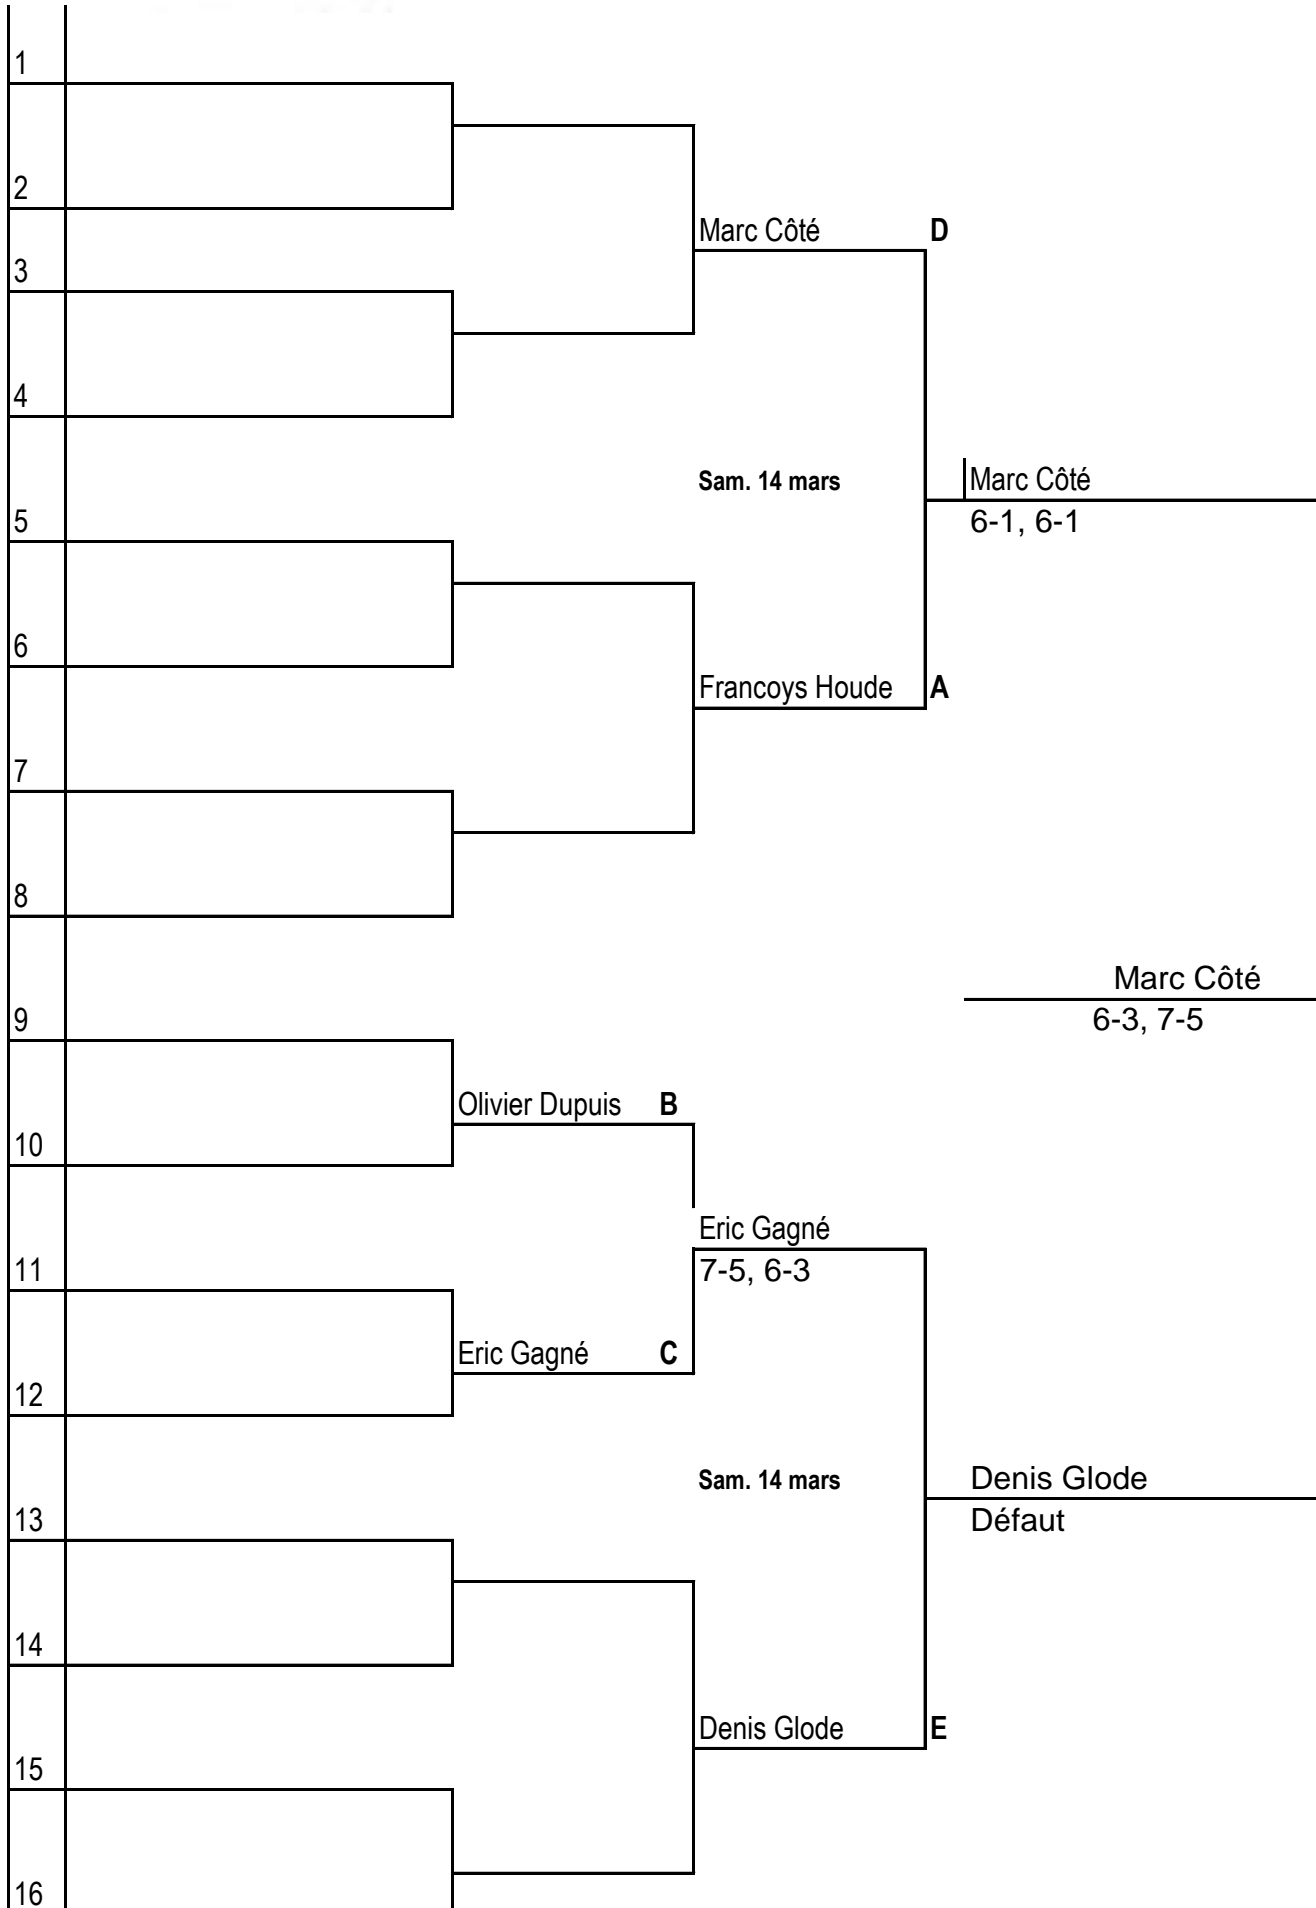 1
2
Marc Côté D
3
4
Sam. 14 mars
Marc Côté
5
6-1, 6-1
6
Francoys Houde A
7
8
Marc Côté
9
6-3, 7-5
Olivier Dupuis B
10
Eric Gagné
11
7-5, 6-3
Eric Gagné C
12
Sam. 14 mars
Denis Glode
13
Défaut
14
Denis Glode E
15
16